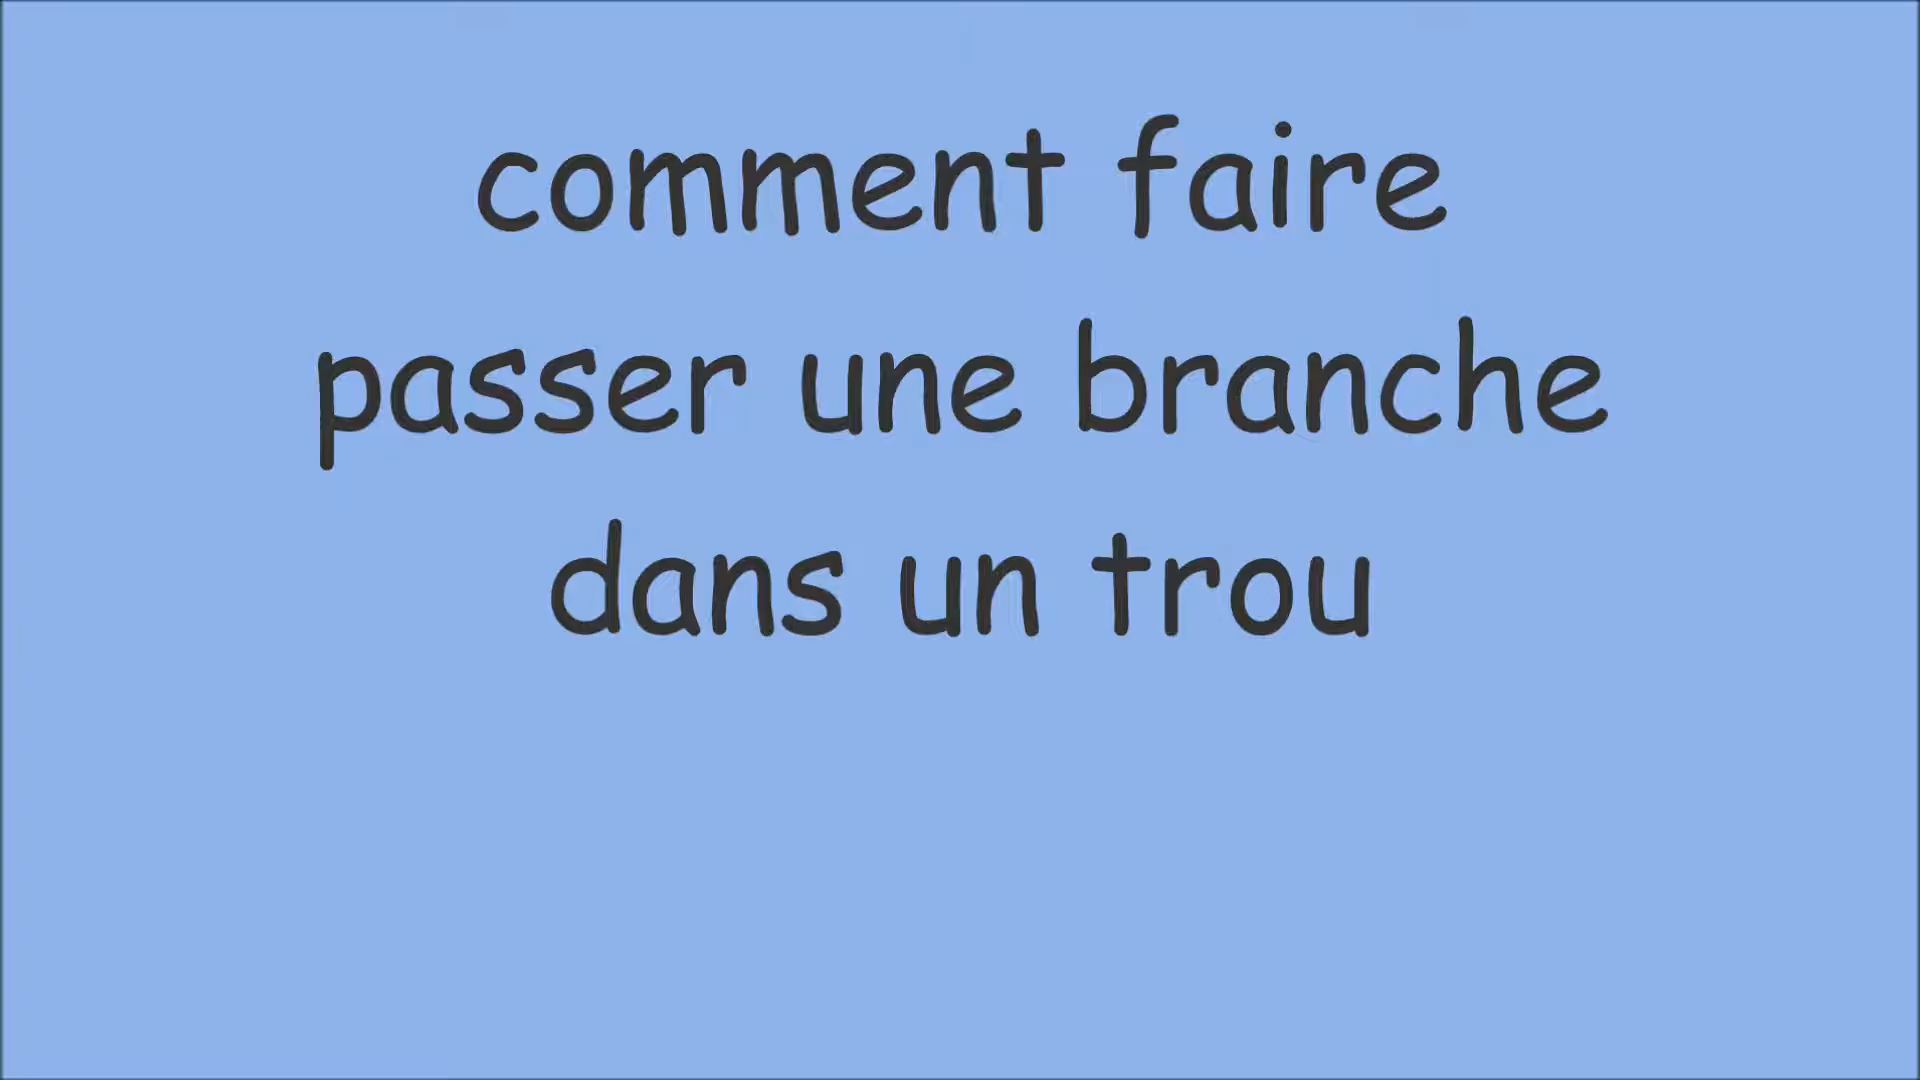 comment faire
passer une branche
dans un trou